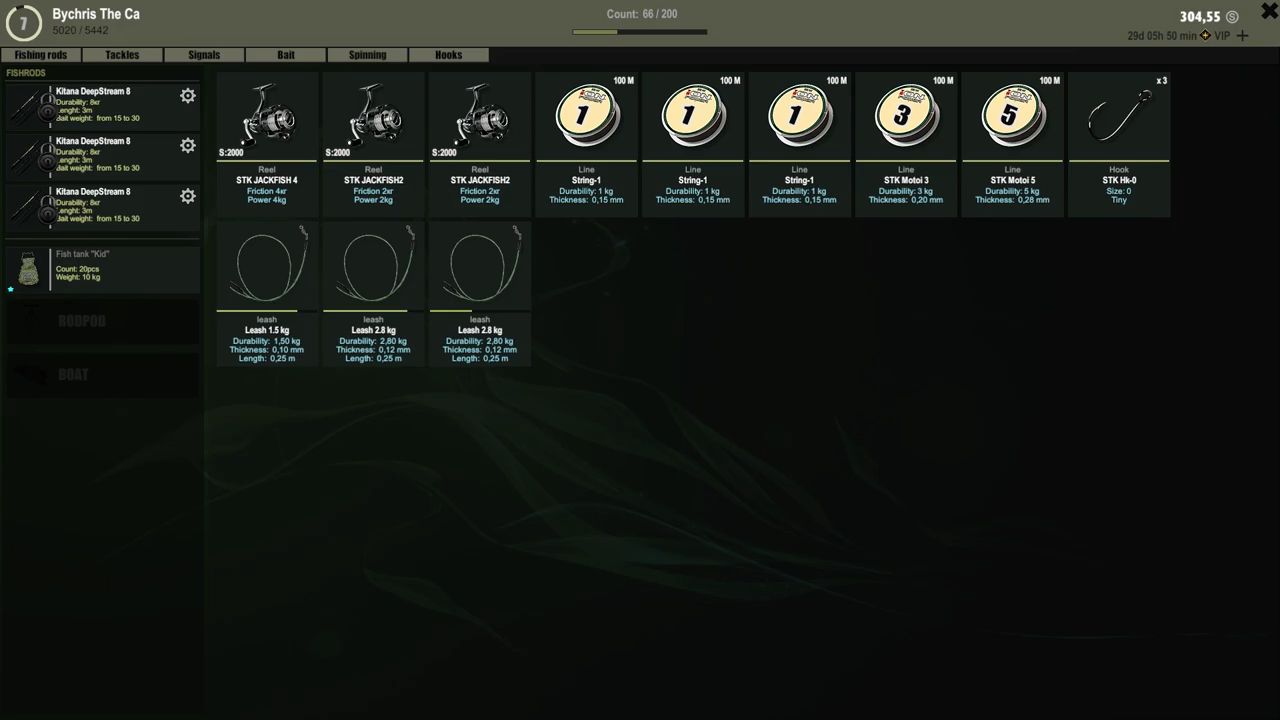 7
Bychris The Ca
5020 / 5442
Count: 66 / 200
304,55 S
29d 05h 50 min VIP
Fishing rods Tackles Signals Bait Spinning Hooks
FISHRODS
Kitana DeepStream 8
Durability: 8кг
Lenght: 3m
Bait weight: from 15 to 30
Kitana DeepStream 8
Durability: 8кг
Lenght: 3m
Bait weight: from 15 to 30
Kitana DeepStream 8
Durability: 8кг
Lenght: 3m
Bait weight: from 15 to 30
Fish tank "Kid"
Count: 20pcs
Weight: 10 kg
RODPOD
BOAT
S:2000
Reel
STK JACKFISH 4
Friction 4кг
Power 4kg
S:2000
Reel
STK JACKFISH2
Friction 2кг
Power 2kg
S:2000
Reel
STK JACKFISH2
Friction 2кг
Power 2kg
100 M
1
Line
String-1
Durability: 1 kg
Thickness: 0,15 mm
100 M
1
Line
String-1
Durability: 1 kg
Thickness: 0,15 mm
100 M
1
Line
String-1
Durability: 1 kg
Thickness: 0,15 mm
100 M
3
Line
STK Motoi 3
Durability: 3 kg
Thickness: 0,20 mm
100 M
5
Line
STK Motoi 5
Durability: 5 kg
Thickness: 0,28 mm
x 3
Hook
STK Hk-0
Size: 0
Tiny
leash
Leash 1.5 kg
Durability: 1,50 kg
Thickness: 0,10 mm
Length: 0,25 m
leash
Leash 2.8 kg
Durability: 2,80 kg
Thickness: 0,12 mm
Length: 0,25 m
leash
Leash 2.8 kg
Durability: 2,80 kg
Thickness: 0,12 mm
Length: 0,25 m